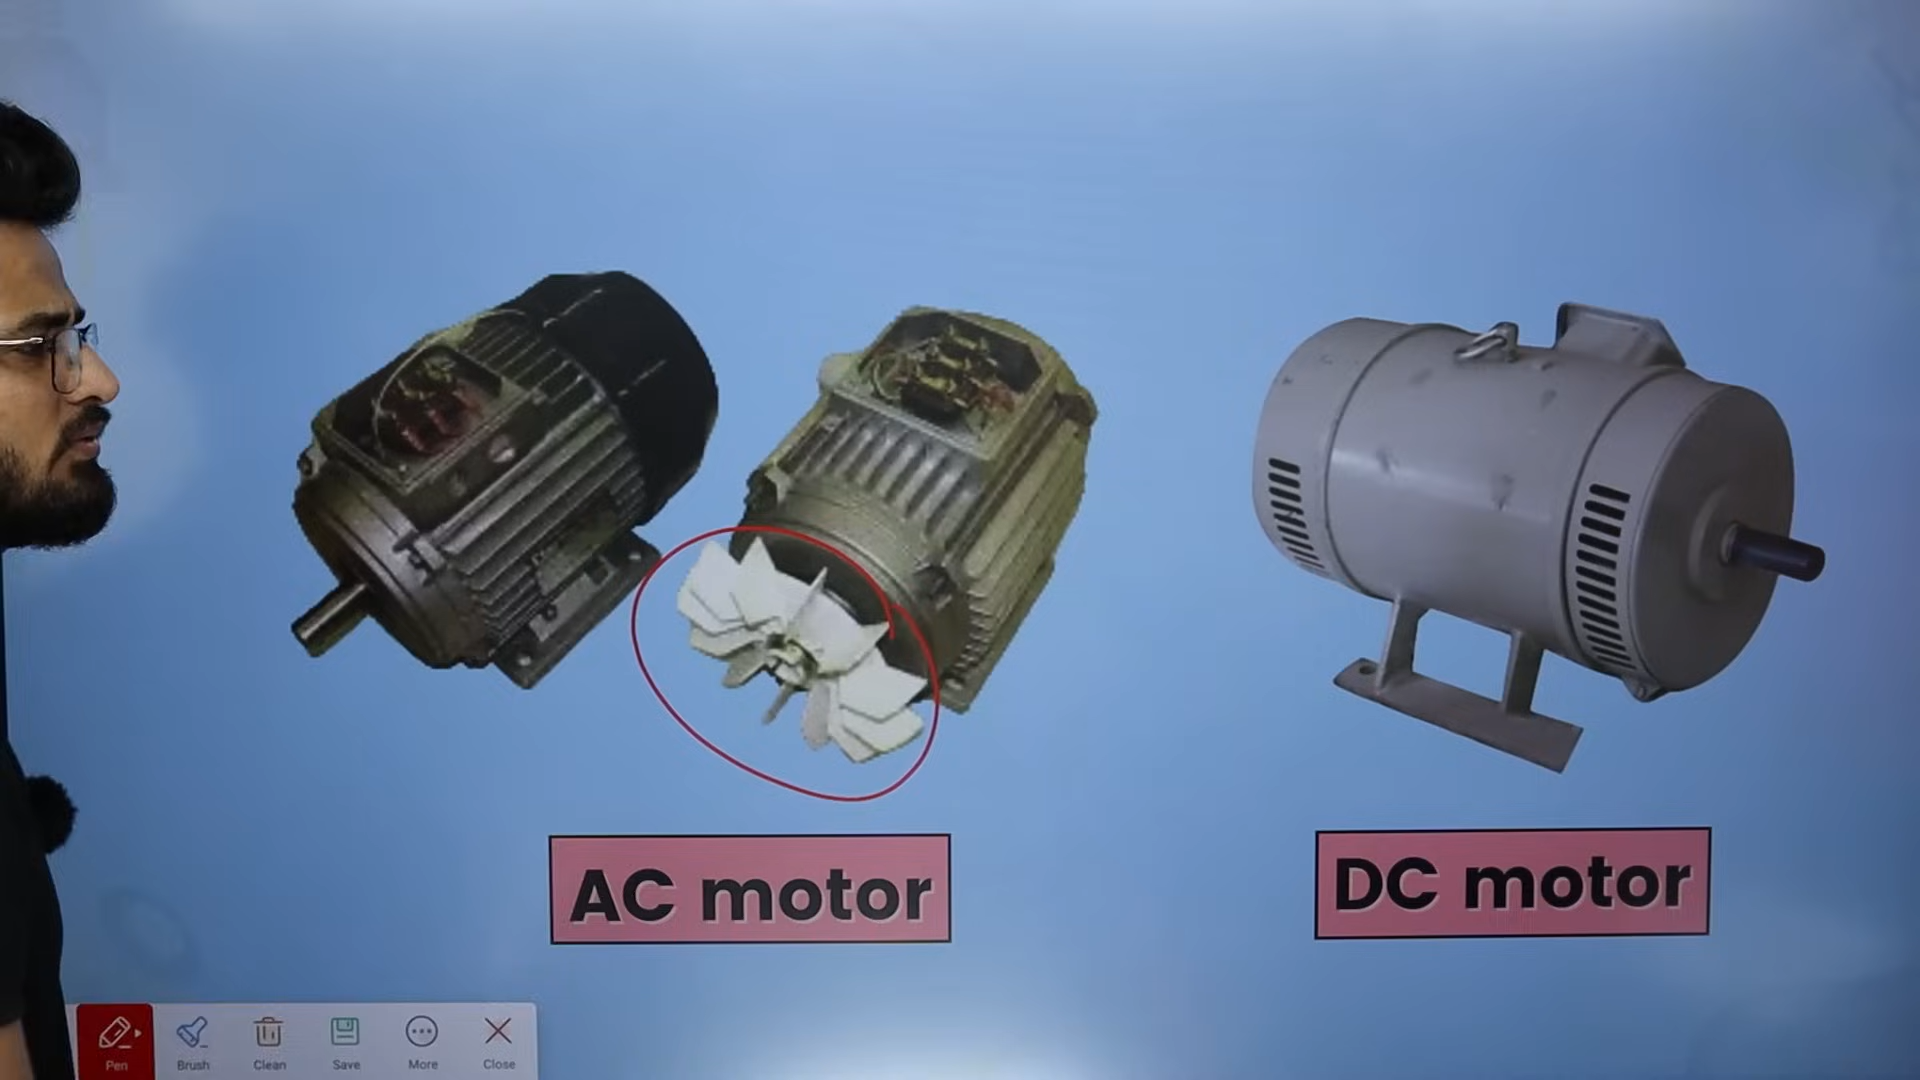 AC motor
DC motor
Pen
Brush
Clean
Save
More
Close